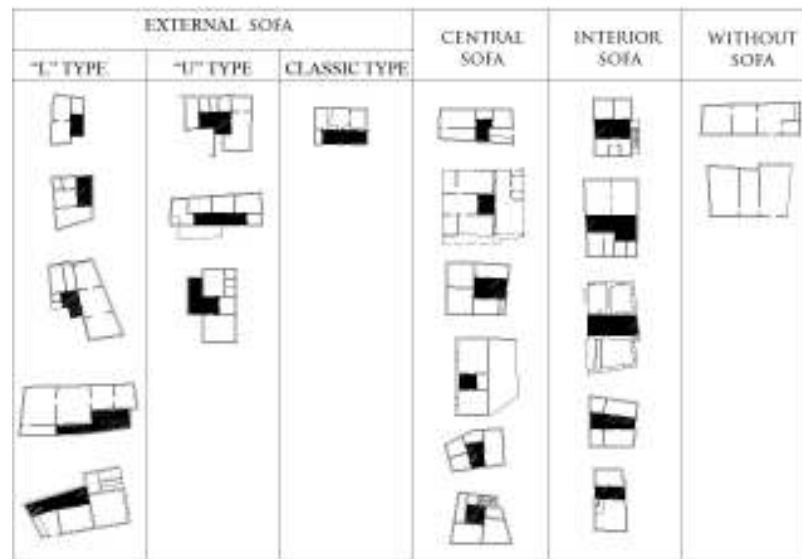 EXTERNAL SOFA
CENTRAL SOFA
INTERIOR SOFA
WITHOUT SOFA
"L" TYPE
"U" TYPE
CLASSIC TYPE